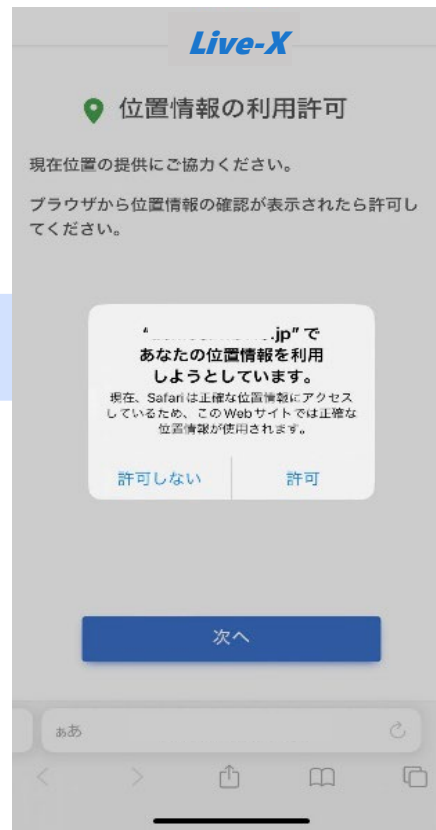 Live-X
位置情報の利用許可
現在位置の提供にご協力ください。
ブラウザから位置情報の確認が表示されたら許可し
てください。
.jp" で
あなたの位置情報を利用
しようとしています。
現在、Safariは正確な位置情報にアクセス
しているため、このWebサイトでは正確な
位置情報が使用されます。
許可しない
許可
次へ
ぁあ